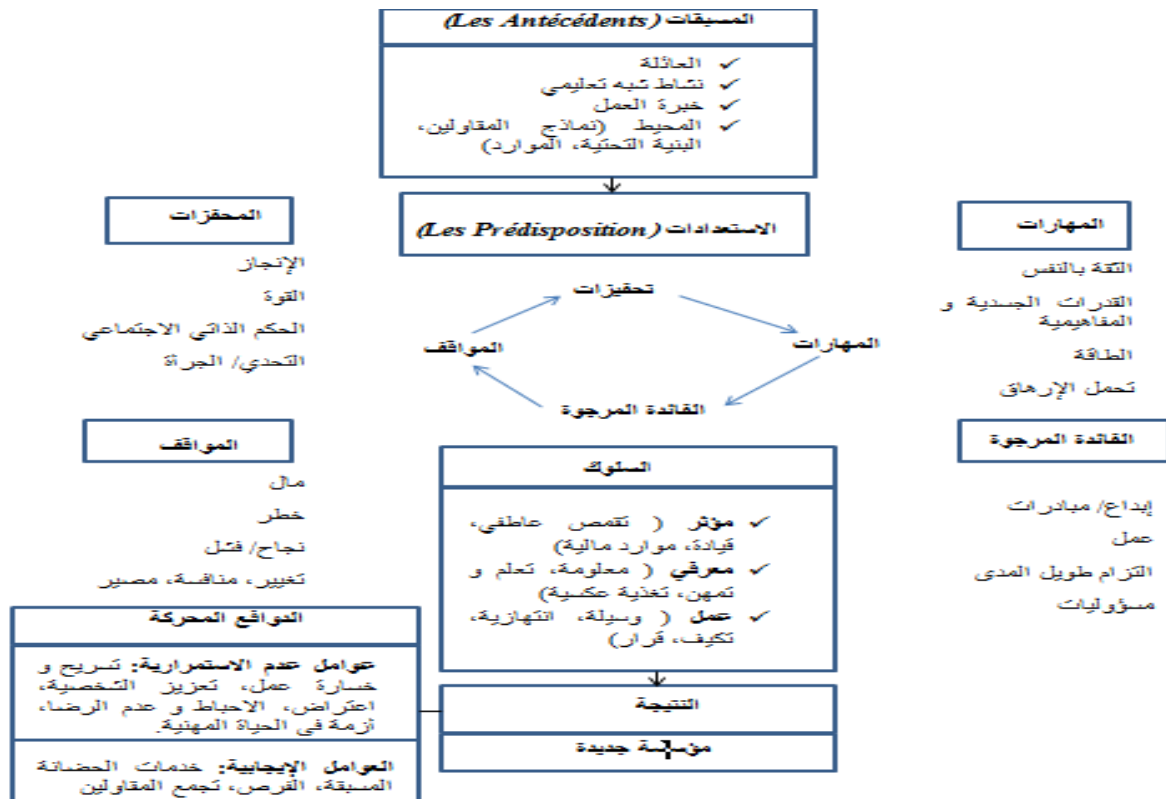 المسبقات (Les Antécédents)
✓ العائلة
✓ نشاط شبه تعليمي
✓ خبرة العمل
✓ المحيط (نماذج المقاولين،
البنية التحتية، الموارد)
الاستعدادات (Les Prédisposition)
المهارات
الثقة بالنفس
القدرات الجسدية و
المفاهيمية
الطاقة
تحمل الإرهاق
المحفزات
الإنجاز
القوة
الحكم الذاتي الاجتماعي
التحدي/ الجرأة
تحفيزات
المهارات
المواقف
الفائدة المرجوة
الفائدة المرجوة
إبداع/ مبادرات
عمل
التزام طويل المدى
مسؤوليات
المواقف
مال
خطر
نجاح/ فشل
تغيير، منافسة، مصير
السلوك
✓ مؤثر ( تقمص عاطفي،
قيادة، موارد مالية)
✓ معرفي ( معلومة، تعلم و
تمهن، تغذية عكسية)
✓ عمل ( وسيلة، انتهازية،
تكيف، قرار)
الدوافع المحركة
عوامل عدم الاستمرارية: تسريح و
خسارة عمل، تعزيز الشخصية،
اعتراض، الاحباط و عدم الرضا،
أزمة في الحياة المهنية.
العوامل الإيجابية: خدمات الحضانة
المسبقة، الفرص، تجمع المقاولين
النتيجة
مؤسسة جديدة